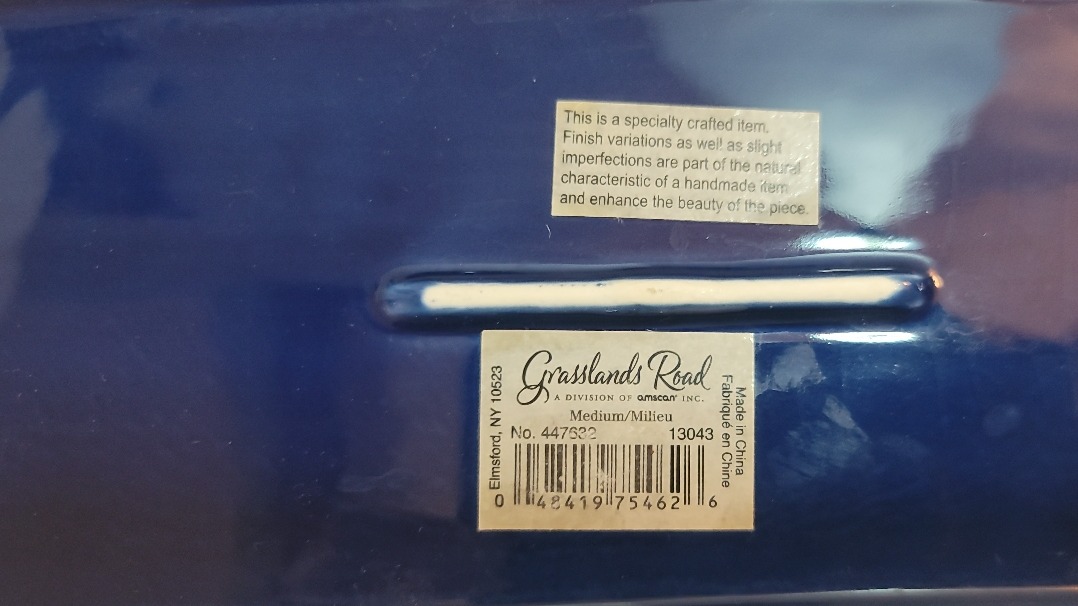 This is a specialty crafted item.
Finish variations as well as slight
imperfections are part of the natural
characteristic of a handmade item
and enhance the beauty of the piece.
Grasslands Road
A DIVISION OF amscan INC.
Medium/Milieu
No. 447632 13043
0 48419 75462 6
Elmsford, NY 10523
Made in China
Fabriqué en Chine